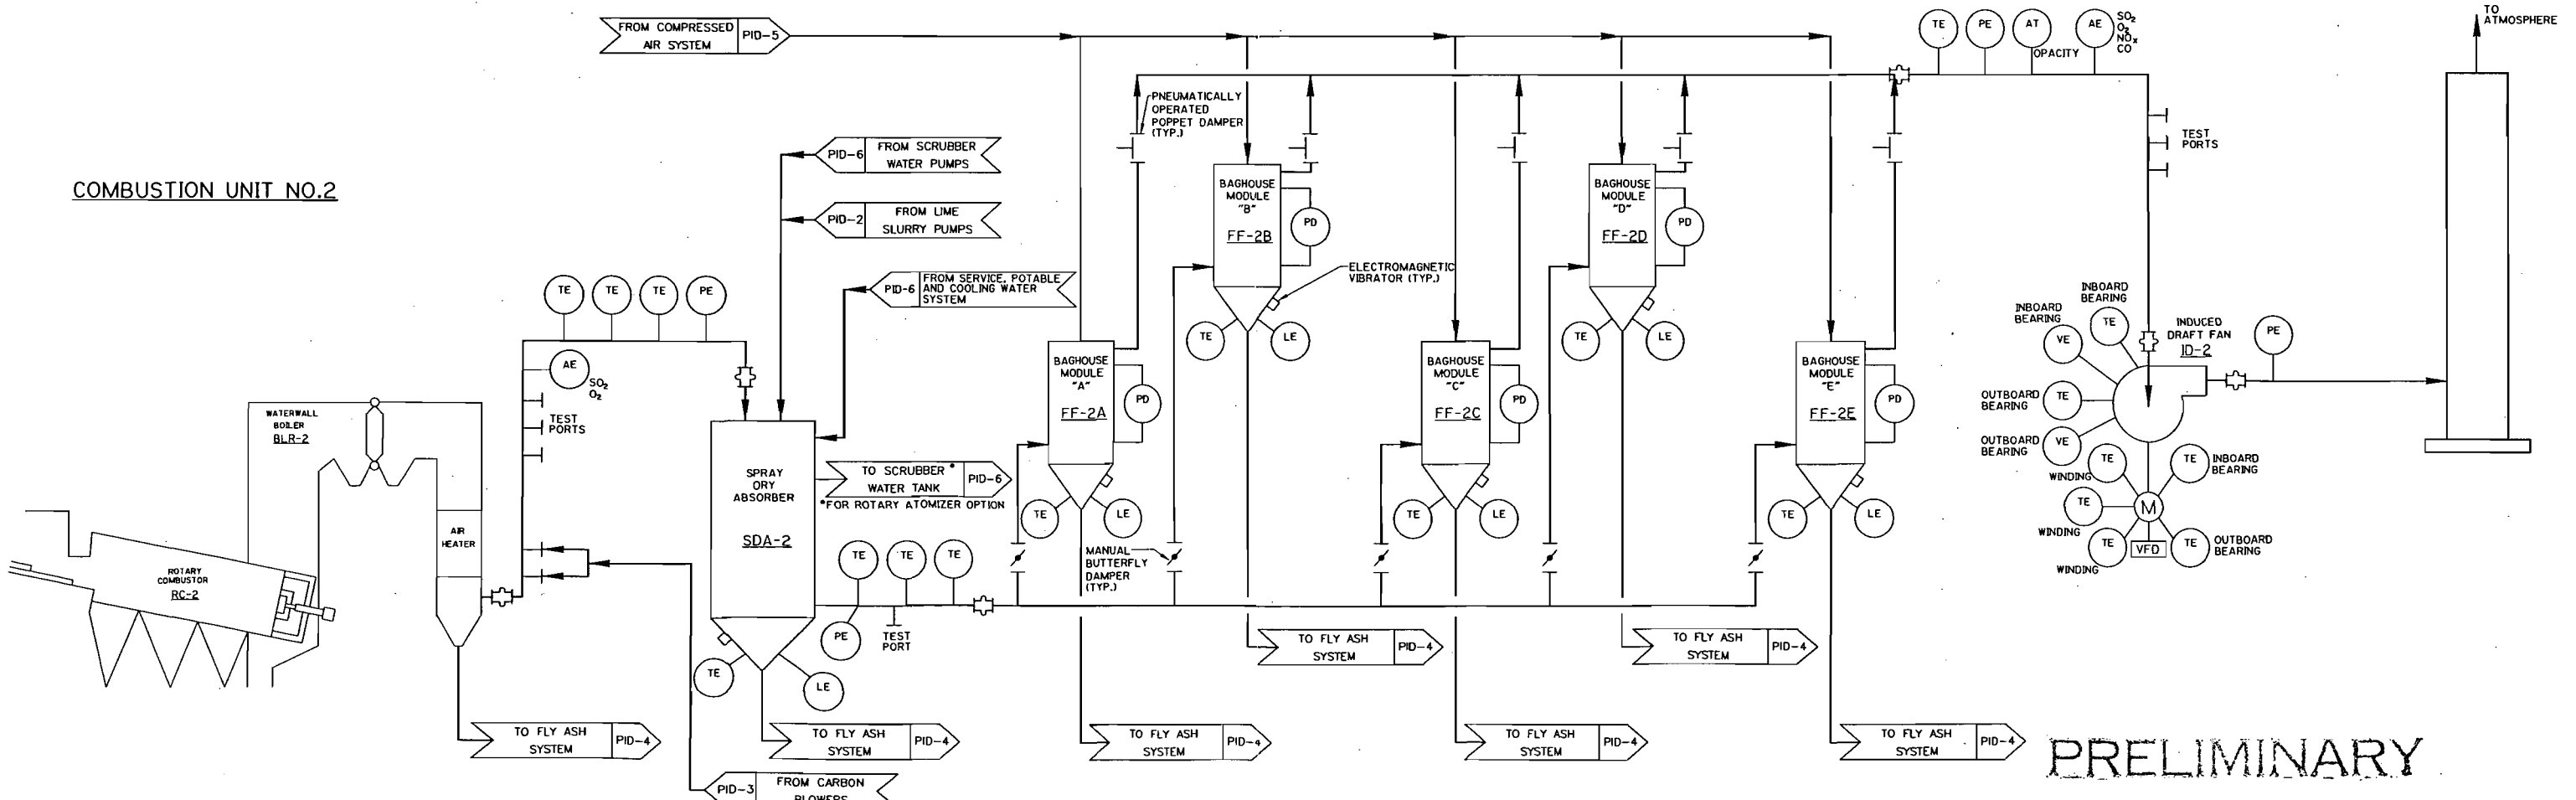 FROM COMPRESSED
AIR SYSTEM
PID-5
TE
PE
AT
OPACITY
AE
SO₂
O₂
NOₓ
CO
TO
ATMOSPHERE
PNEUMATICALLY
OPERATED
POPPET DAMPER
(TYP.)
TEST
PORTS
PID-6
FROM SCRUBBER
WATER PUMPS
COMBUSTION UNIT NO.2
PID-2
FROM LIME
SLURRY PUMPS
PID-6
FROM SERVICE, POTABLE
AND COOLING WATER
SYSTEM
BAGHOUSE
MODULE
"B"
FF-2B
PD
BAGHOUSE
MODULE
"D"
FF-2D
PD
ELECTROMAGNETIC
VIBRATOR (TYP.)
TE
LE
TE
LE
TE
TE
TE
PE
AE
SO₂
O₂
TEST
PORTS
WATERWALL
BOILER
BLR-2
AIR
HEATER
ROTARY
COMBUSTOR
RC-2
SPRAY
DRY
ABSORBER
SDA-2
TO SCRUBBER*
WATER TANK
PID-6
*FOR ROTARY ATOMIZER OPTION
BAGHOUSE
MODULE
"A"
FF-2A
PD
TE
LE
BAGHOUSE
MODULE
"C"
FF-2C
PD
TE
LE
BAGHOUSE
MODULE
"E"
FF-2E
PD
TE
LE
MANUAL
BUTTERFLY
DAMPER
(TYP.)
TE
TE
TE
PE
TEST
PORT
TE
LE
INBOARD
BEARING
TE
INBOARD
BEARING
VE
INDUCED
DRAFT FAN
ID-2
PE
OUTBOARD
BEARING
TE
OUTBOARD
BEARING
VE
WINDING
TE
TE
INBOARD
BEARING
WINDING
TE
M
WINDING
TE
VFD
TE
OUTBOARD
BEARING
TO FLY ASH
SYSTEM
PID-4
TO FLY ASH
SYSTEM
PID-4
TO FLY ASH
SYSTEM
PID-4
TO FLY ASH
SYSTEM
PID-4
TO FLY ASH
SYSTEM
PID-4
TO FLY ASH
SYSTEM
PID-4
TO FLY ASH
SYSTEM
PID-4
PID-3
FROM CARBON
BLOWERS
PRELIMINARY